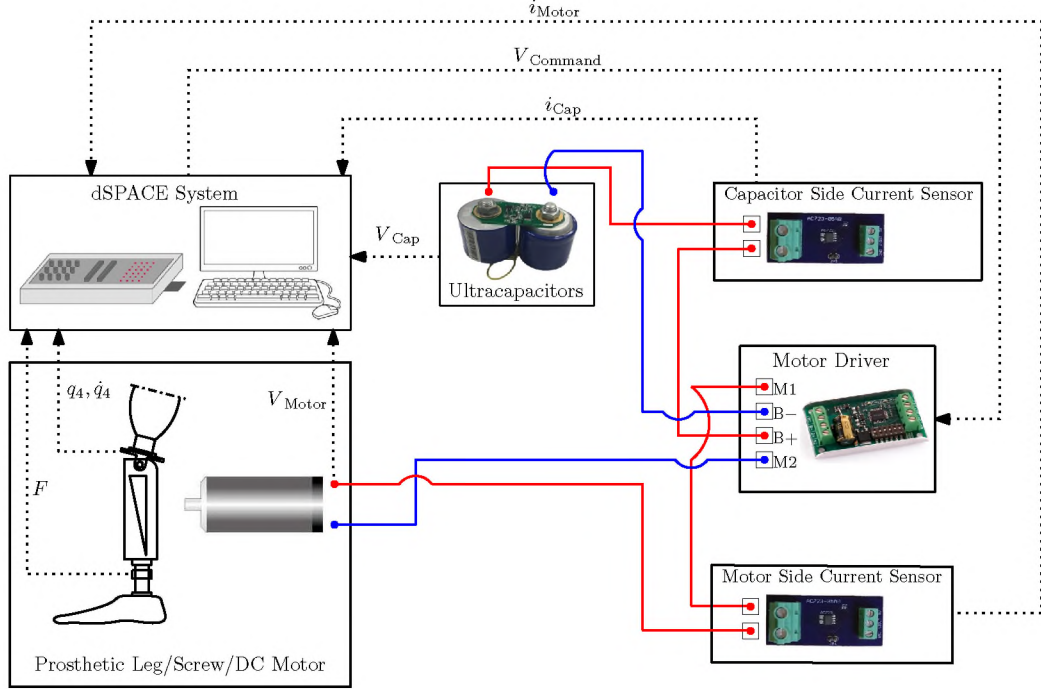 i_Motor
V_Command
i_Cap
dSPACE System
V_Cap
Ultracapacitors
Capacitor Side Current Sensor
q_4, q̇_4
V_Motor
F
Motor Driver
M1
B−
B+
M2
Motor Side Current Sensor
Prosthetic Leg/Screw/DC Motor